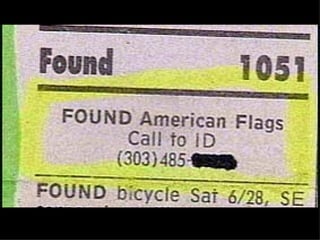 Found 1051
FOUND American Flags
Call to ID
(303) 485-
FOUND bicycle Sat 6/28, SE